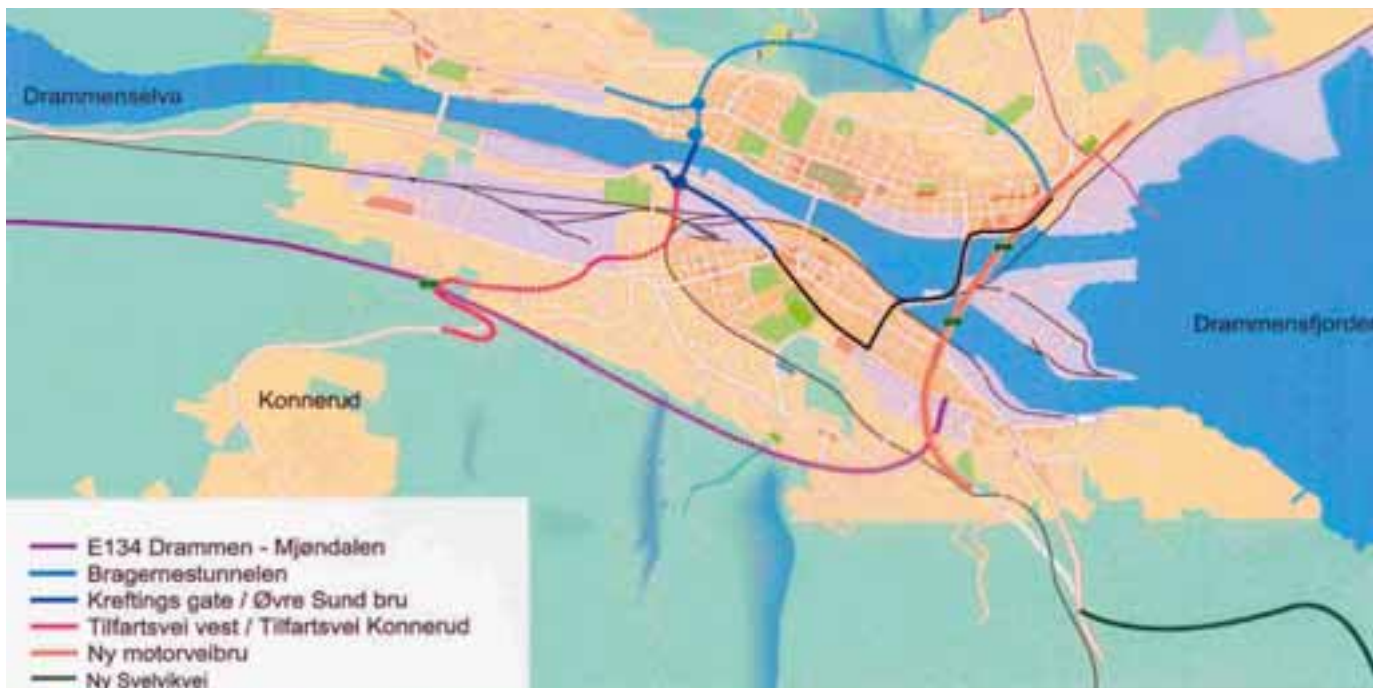 Drammenselva
Drammensfjorden
Konnerud
E134 Drammen - Mjøndalen
Bragernestunnelen
Kreftings gate / Øvre Sund bru
Tilfartsvei vest / Tilfartsvei Konnerud
Ny motorveibru
Ny Svelvikvei